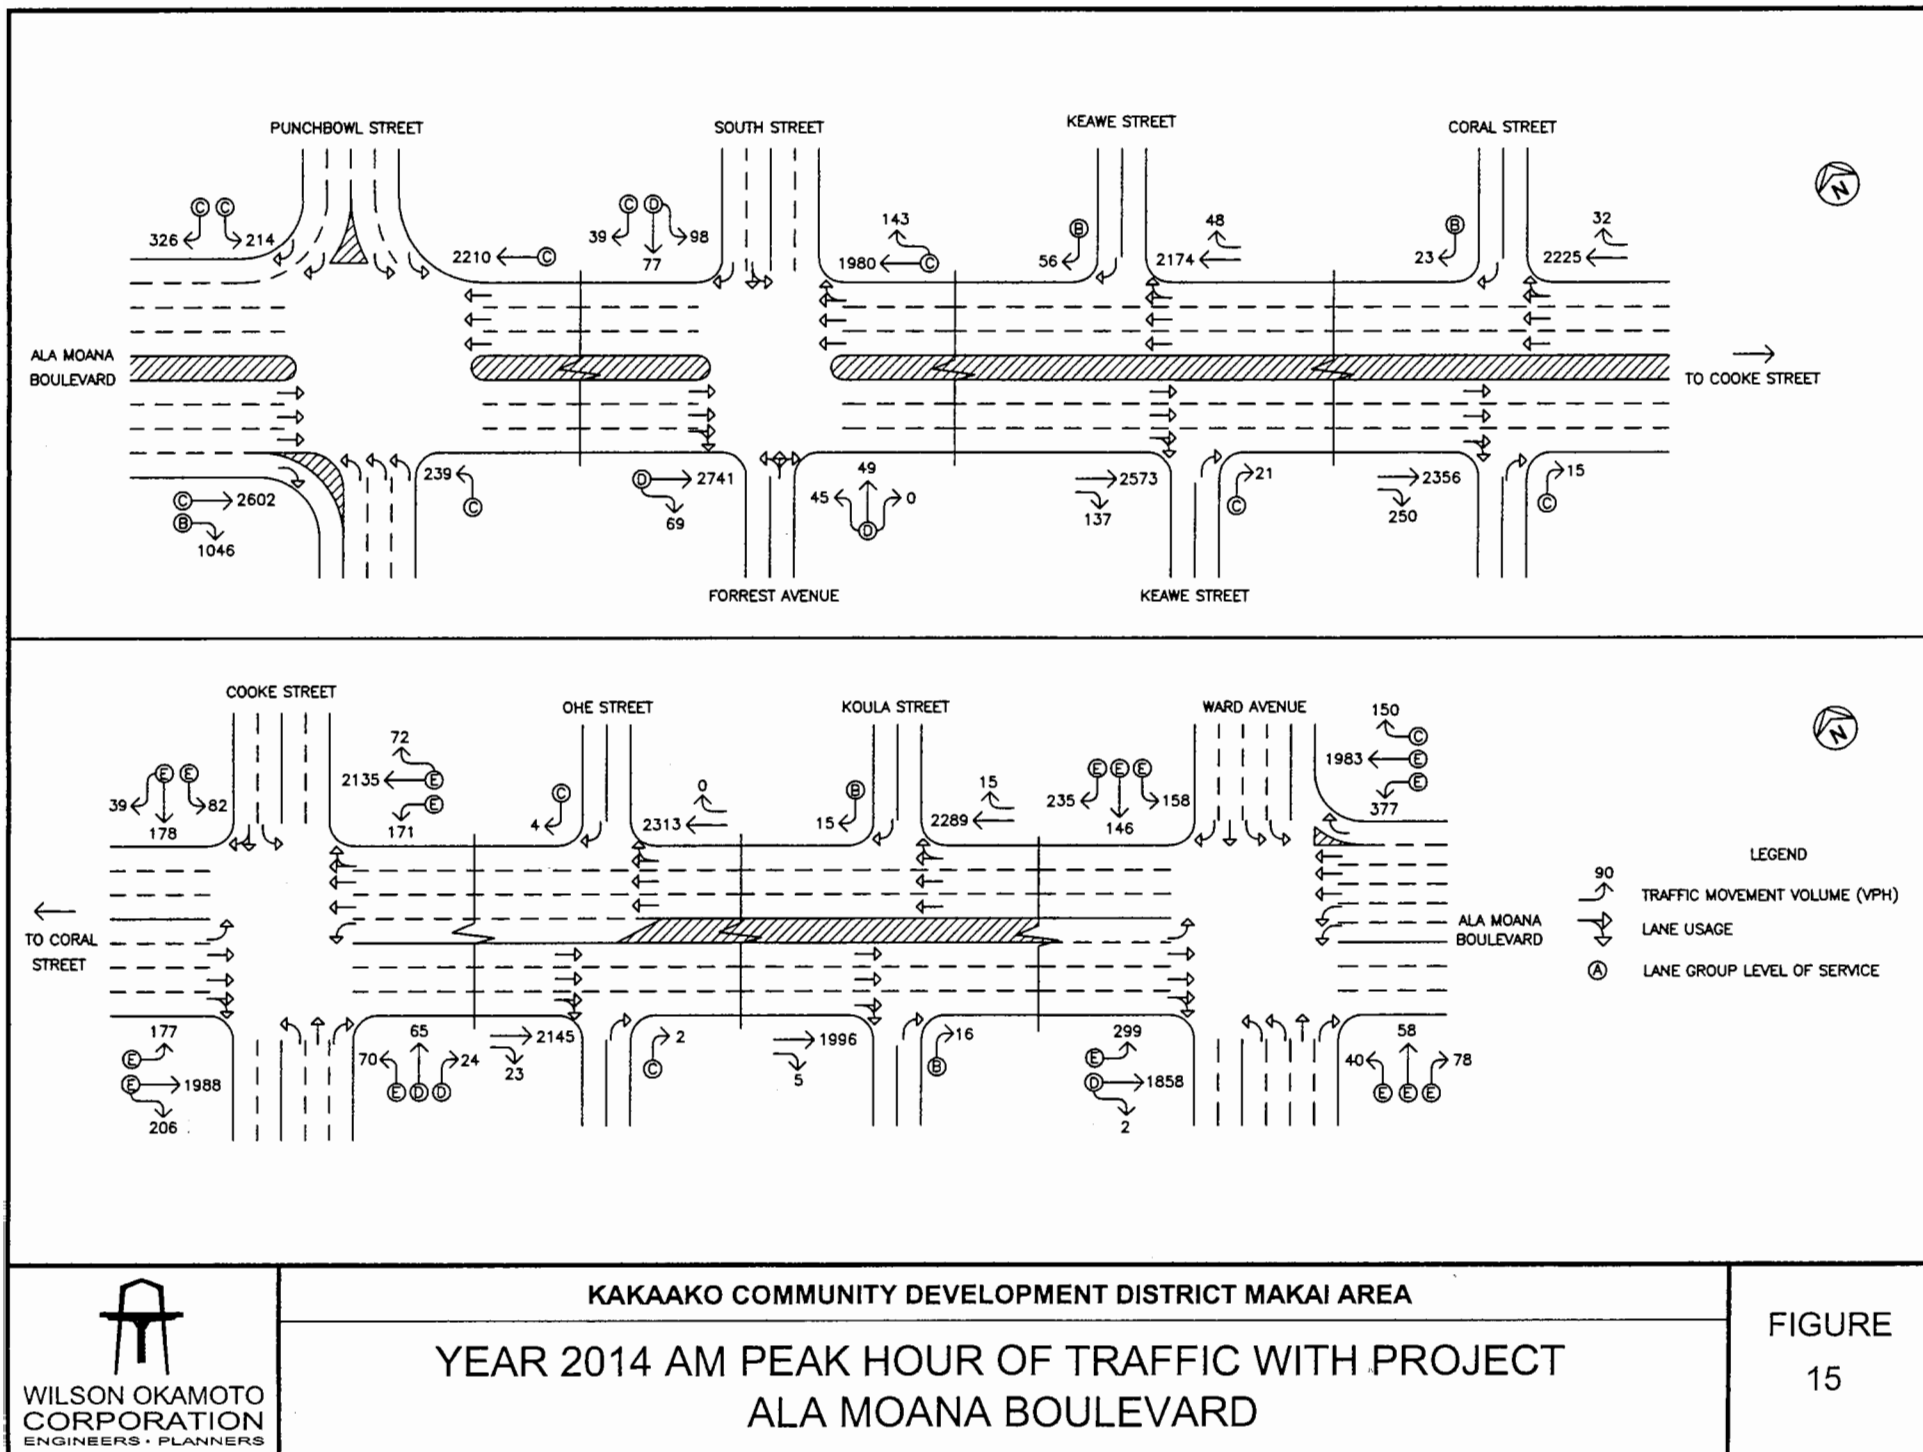 PUNCHBOWL STREET
SOUTH STREET
KEAWE STREET
CORAL STREET
N
C C
326 214
2210 C
C D
39 98
77
143
1980 C
B
56
48
2174
B
23
32
2225
ALA MOANA
BOULEVARD
TO COOKE STREET
C 2602
B
1046
239
C
D 2741
69
49
45 0
D
2573
137
21
C
2356
250
15
C
FORREST AVENUE
KEAWE STREET
COOKE STREET
OHE STREET
KOULA STREET
WARD AVENUE
N
E E
39 82
178
72
2135 E
E
171
C
4
0
2313
B
15
15
2289
E E E
235 158
146
150
C
1983 E
E
377
TO CORAL
STREET
ALA MOANA
BOULEVARD
LEGEND
90
TRAFFIC MOVEMENT VOLUME (VPH)
LANE USAGE
A LANE GROUP LEVEL OF SERVICE
177
E
E 1988
206
65
70 24
E D D
2145
23
2
C
1996
5
16
B
299
E
D 1858
2
58
40 78
E E E
WILSON OKAMOTO
CORPORATION
ENGINEERS · PLANNERS
KAKAAKO COMMUNITY DEVELOPMENT DISTRICT MAKAI AREA
YEAR 2014 AM PEAK HOUR OF TRAFFIC WITH PROJECT
ALA MOANA BOULEVARD
FIGURE
15